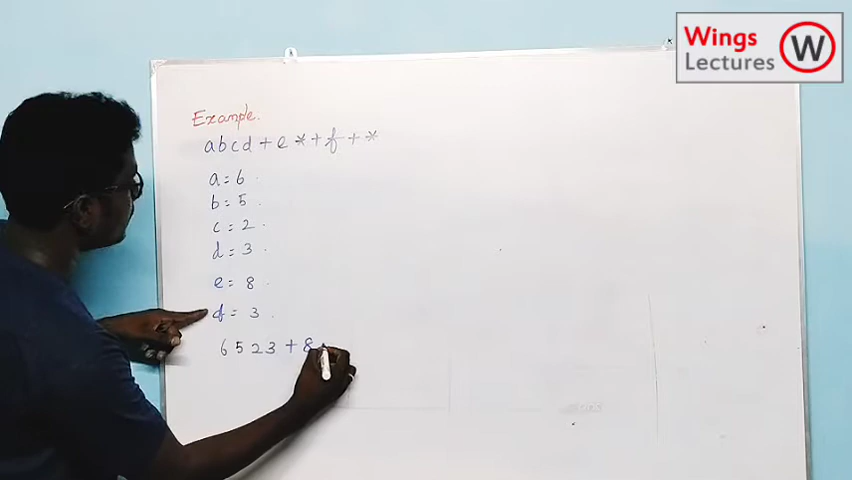 Wings
Lectures
W
Example.
abcd+e*+f+*
a=6
b=5
c=2
d=3
e=8
f=3
6523+8